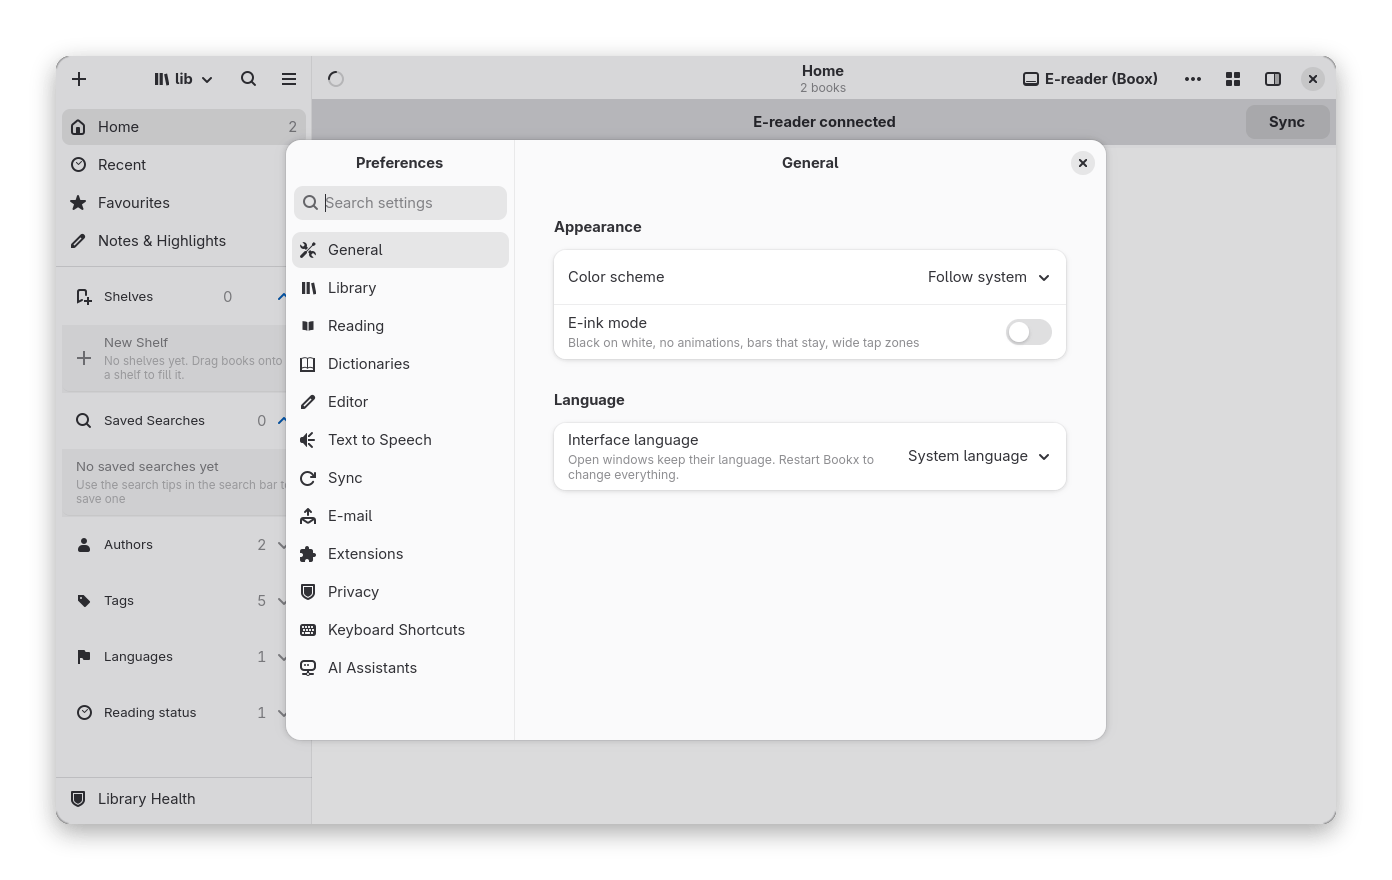 lib
Home
2 books
E-reader (Boox)
E-reader connected
Sync
Home 2
Recent
Favourites
Notes & Highlights
Shelves 0
New Shelf
No shelves yet. Drag books onto
a shelf to fill it.
Saved Searches 0
No saved searches yet
Use the search tips in the search bar to
save one
Authors 2
Tags 5
Languages 1
Reading status 1
Library Health
Preferences
Search settings
General
Library
Reading
Dictionaries
Editor
Text to Speech
Sync
E-mail
Extensions
Privacy
Keyboard Shortcuts
AI Assistants
General
Appearance
Color scheme Follow system
E-ink mode
Black on white, no animations, bars that stay, wide tap zones
Language
Interface language
Open windows keep their language. Restart Bookx to
change everything.
System language